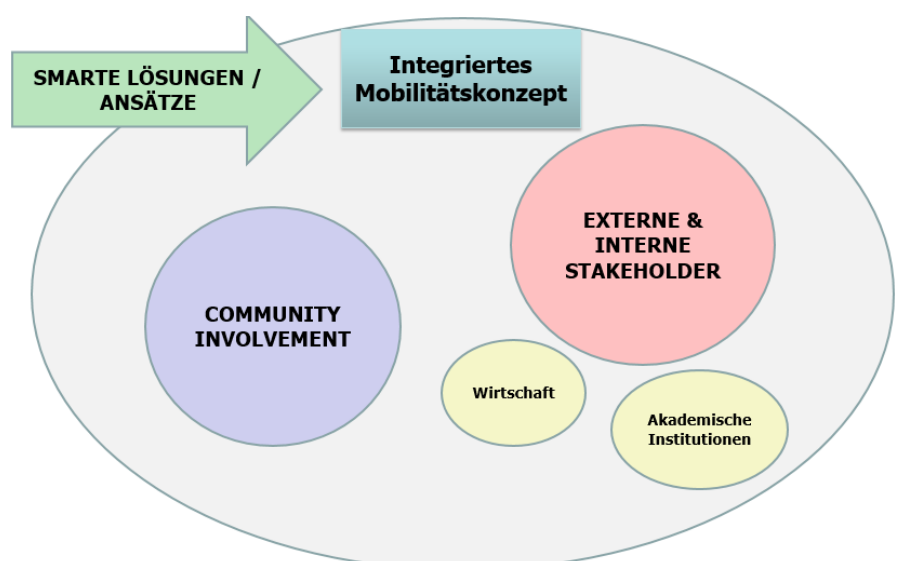 SMARTE LÖSUNGEN /
ANSÄTZE
Integriertes
Mobilitätskonzept
EXTERNE &
INTERNE
STAKEHOLDER
COMMUNITY
INVOLVEMENT
Wirtschaft
Akademische
Institutionen